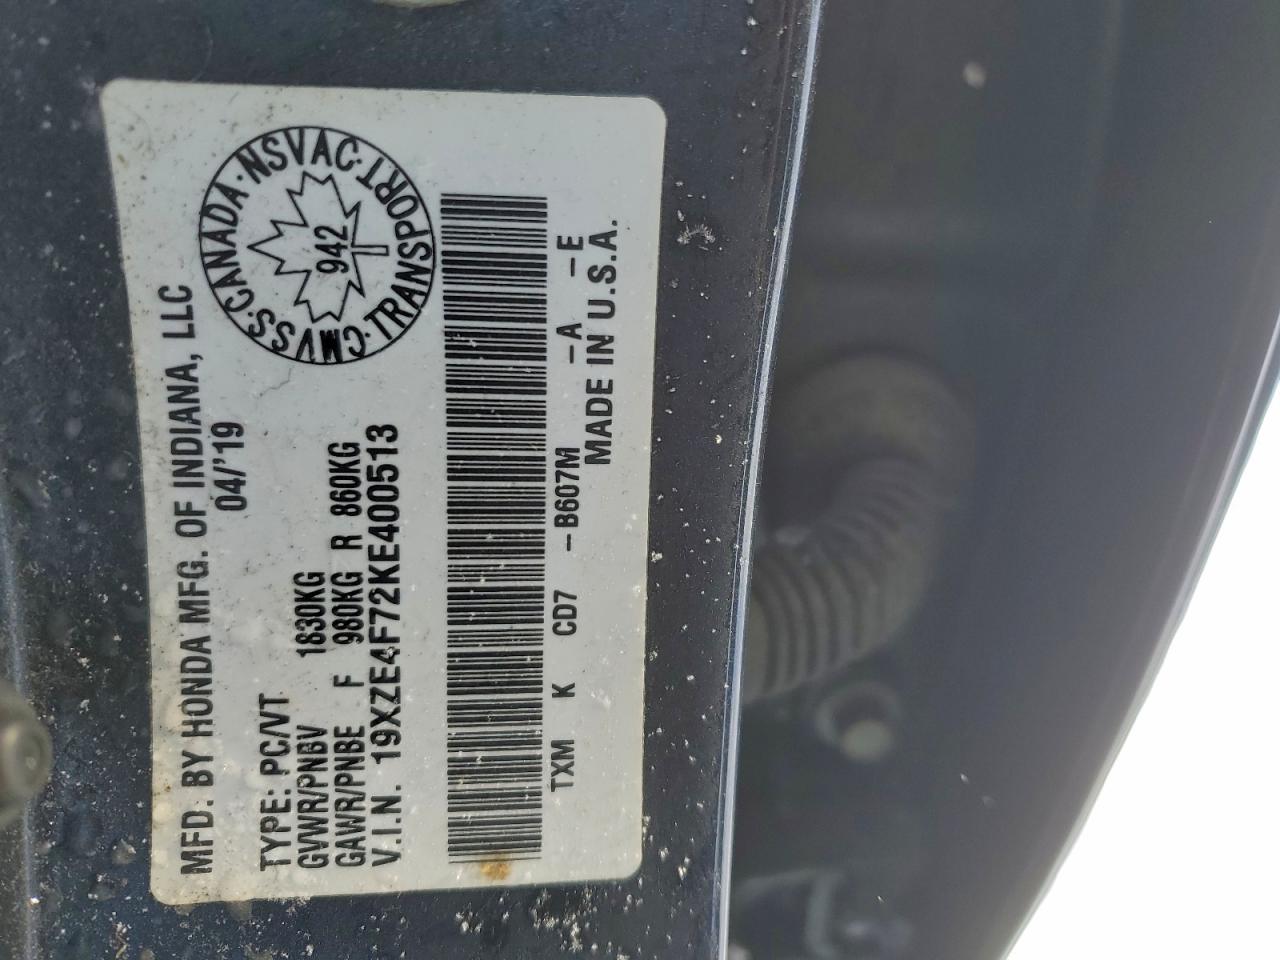 MFD. BY HONDA MFG. OF INDIANA, LLC
04/'19
TYPE: PC/VT
GVWR/PNBV 1830KG
GAWR/PNBE F 980KG R 860KG
V.I.N. 19XZE4F72KE400513
CANADA · NSVAC · TRANSPORT · CMVSS ·
942
TXM K CD7 -B607M -A -E
MADE IN U.S.A.